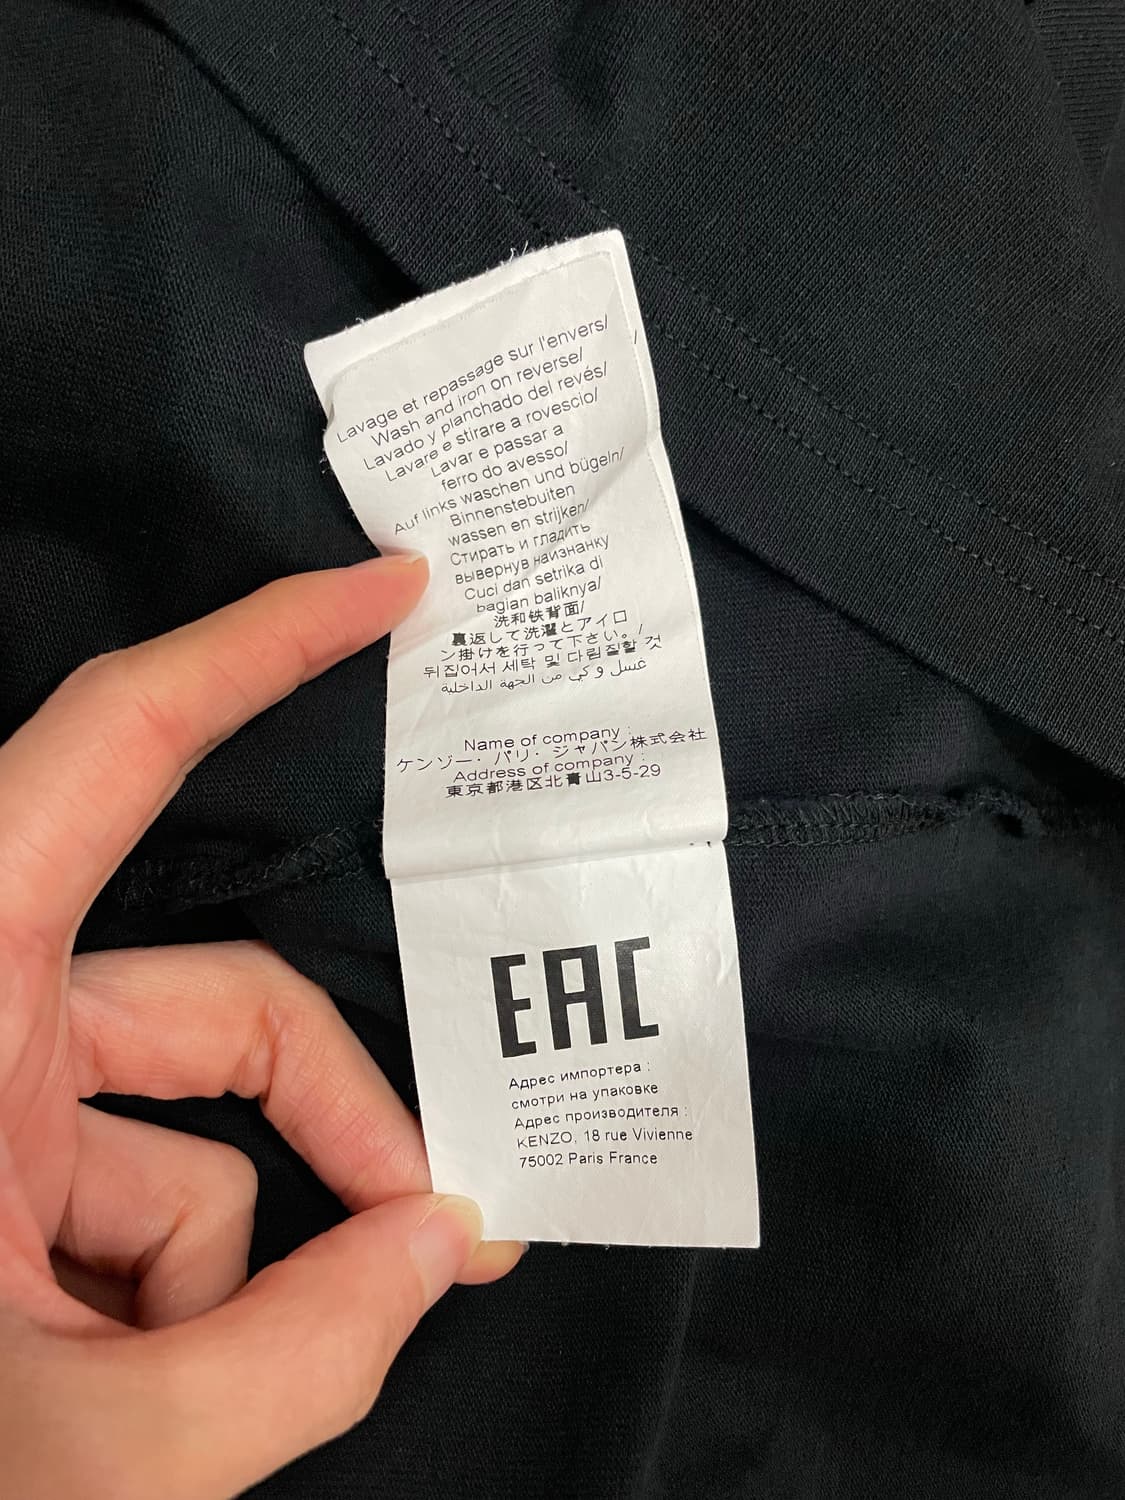 Lavage et repassage sur l'envers/
Wash and iron on reverse/
Lavado y planchado del revés/
Lavare e stirare a rovescio/
Lavar e passar a
ferro do avesso/
Auf links waschen und bügeln/
Binnenstebuiten
wassen en strijken/
Стирать и гладить
вывернув наизнанку
Cuci dan setrika di
bagian baliknya/
洗和铁背面/
裏返して洗濯とアイロ
ン掛けを行って下さい。/
뒤집어서 세탁 및 다림질할 것
غسل و كي من الجهة الداخلية
Name of company :
ケンゾー・パリ・ジャパン株式会社
Address of company :
東京都港区北青山3-5-29
EAC
Адрес импортера :
смотри на упаковке
Адрес производителя :
KENZO, 18 rue Vivienne
75002 Paris France